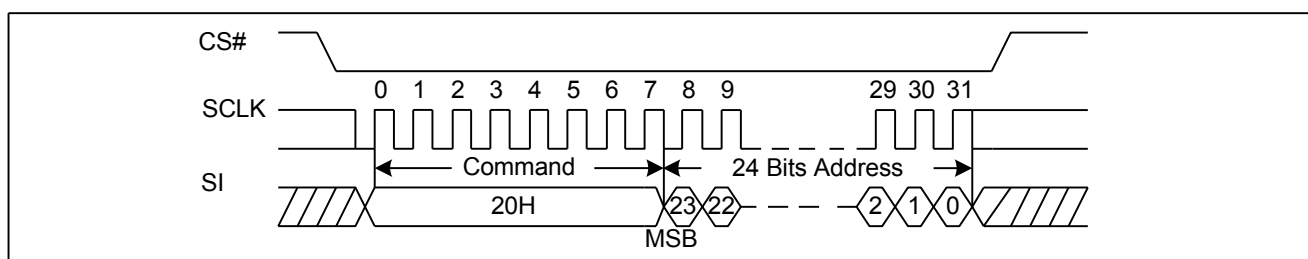 CS#
0 1 2 3 4 5 6 7 8 9 29 30 31
SCLK
Command 24 Bits Address
SI
20H 23 22 2 1 0
MSB